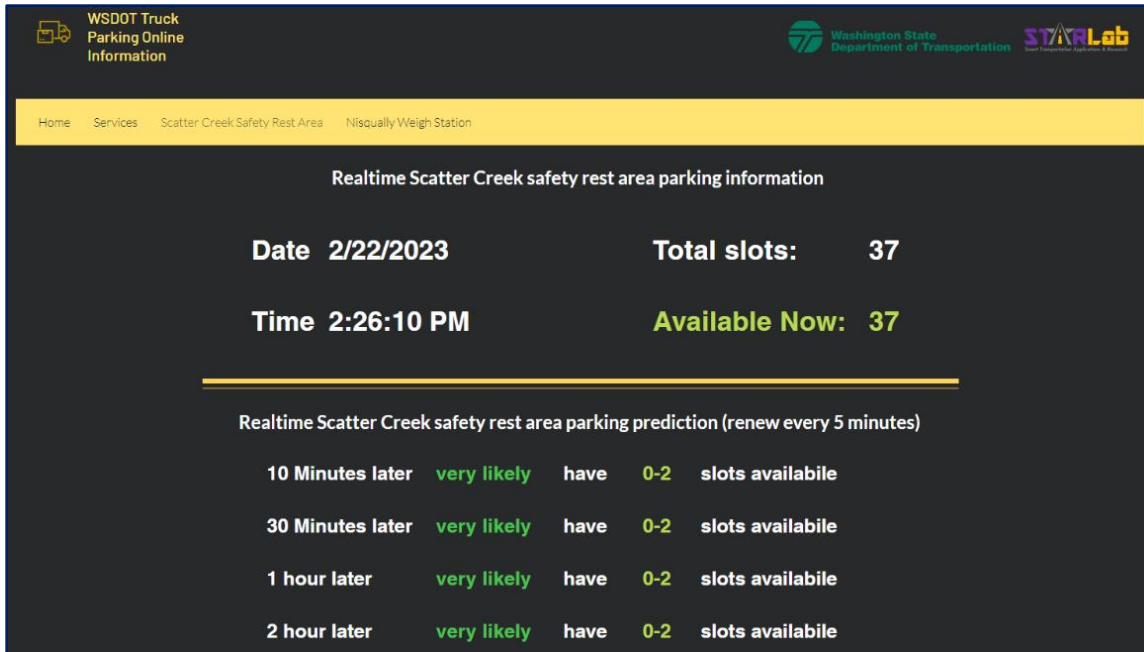 WSDOT Truck
Parking Online
Information
Washington State
Department of Transportation
STARLab
Smart Transportation Application & Research
Home Services Scatter Creek Safety Rest Area Nisqually Weigh Station
Realtime Scatter Creek safety rest area parking information
Date 2/22/2023 Total slots: 37
Time 2:26:10 PM Available Now: 37
Realtime Scatter Creek safety rest area parking prediction (renew every 5 minutes)
10 Minutes later very likely have 0-2 slots availabile
30 Minutes later very likely have 0-2 slots availabile
1 hour later very likely have 0-2 slots availabile
2 hour later very likely have 0-2 slots availabile